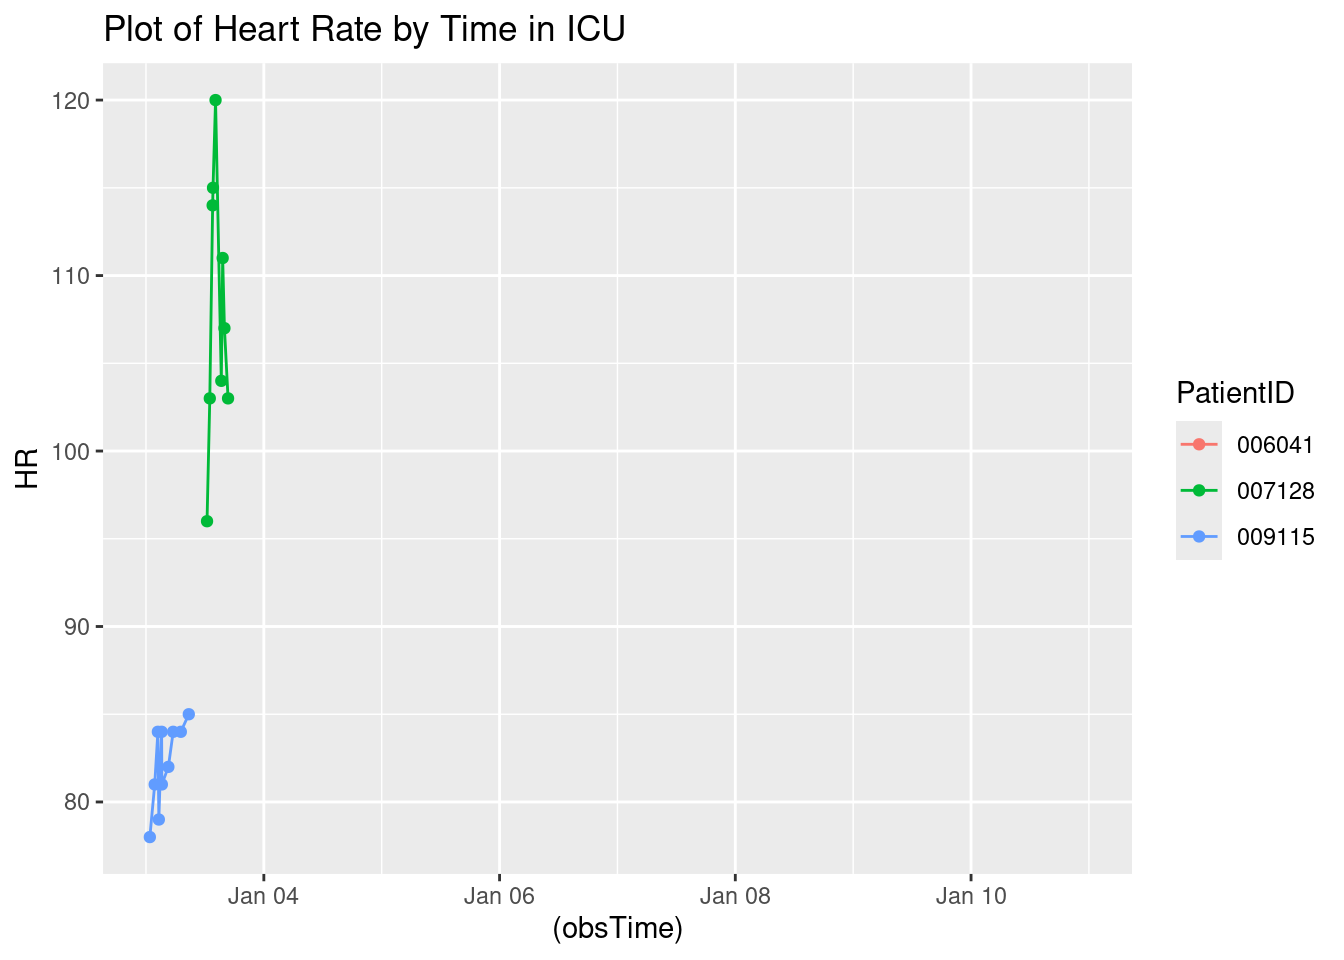 Plot of Heart Rate by Time in ICU
120
110
100
90
80
HR
Jan 04
Jan 06
Jan 08
Jan 10
(obsTime)
PatientID
006041
007128
009115